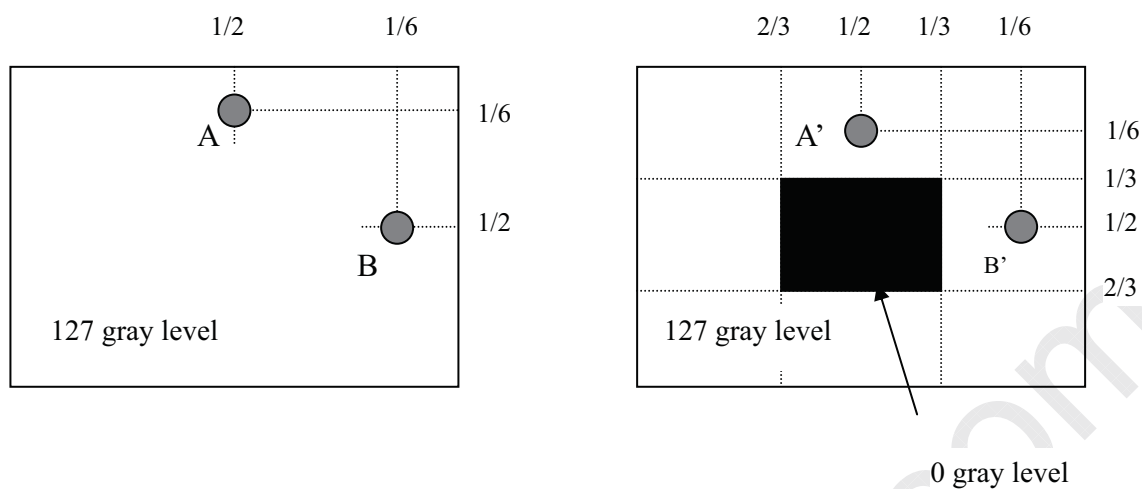 1/2 1/6
1/6
A
1/2
B
127 gray level
2/3 1/2 1/3 1/6
A’ 1/6
1/3
1/2
B’
2/3
127 gray level
0 gray level